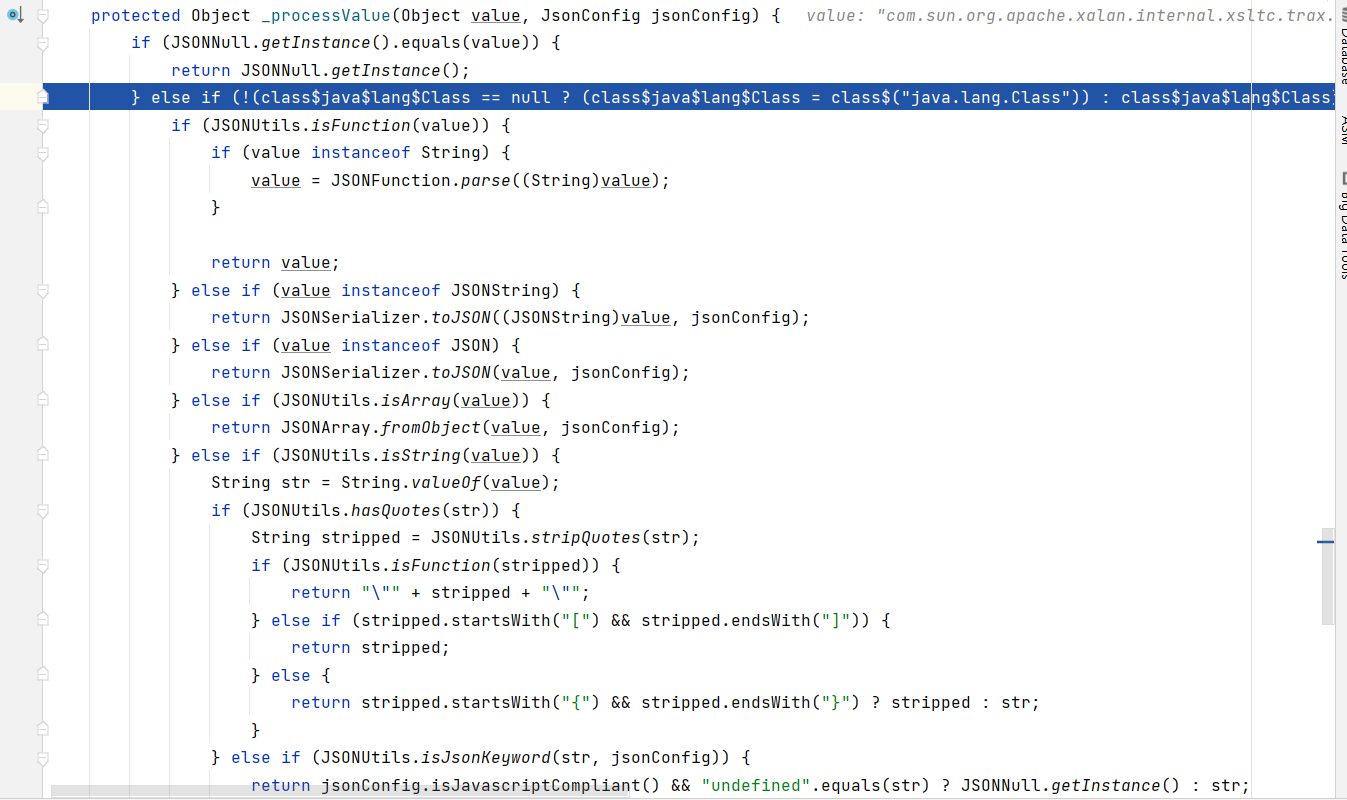 protected Object _processValue(Object value, JsonConfig jsonConfig) {   value: "com.sun.org.apache.xalan.internal.xsltc.trax.
if (JSONNull.getInstance().equals(value)) {
return JSONNull.getInstance();
} else if (!(class$java$lang$Class == null ? (class$java$lang$Class = class$("java.lang.Class")) : class$java$lang$Class)
if (JSONUtils.isFunction(value)) {
if (value instanceof String) {
value = JSONFunction.parse((String)value);
}
return value;
} else if (value instanceof JSONString) {
return JSONSerializer.toJSON((JSONString)value, jsonConfig);
} else if (value instanceof JSON) {
return JSONSerializer.toJSON(value, jsonConfig);
} else if (JSONUtils.isArray(value)) {
return JSONArray.fromObject(value, jsonConfig);
} else if (JSONUtils.isString(value)) {
String str = String.valueOf(value);
if (JSONUtils.hasQuotes(str)) {
String stripped = JSONUtils.stripQuotes(str);
if (JSONUtils.isFunction(stripped)) {
return "\"" + stripped + "\"";
} else if (stripped.startsWith("[") && stripped.endsWith("]")) {
return stripped;
} else {
return stripped.startsWith("{") && stripped.endsWith("}") ? stripped : str;
}
} else if (JSONUtils.isJsonKeyword(str, jsonConfig)) {
return jsonConfig.isJavascriptCompliant() && "undefined".equals(str) ? JSONNull.getInstance() : str;
Database
ASM
Big Data Tools